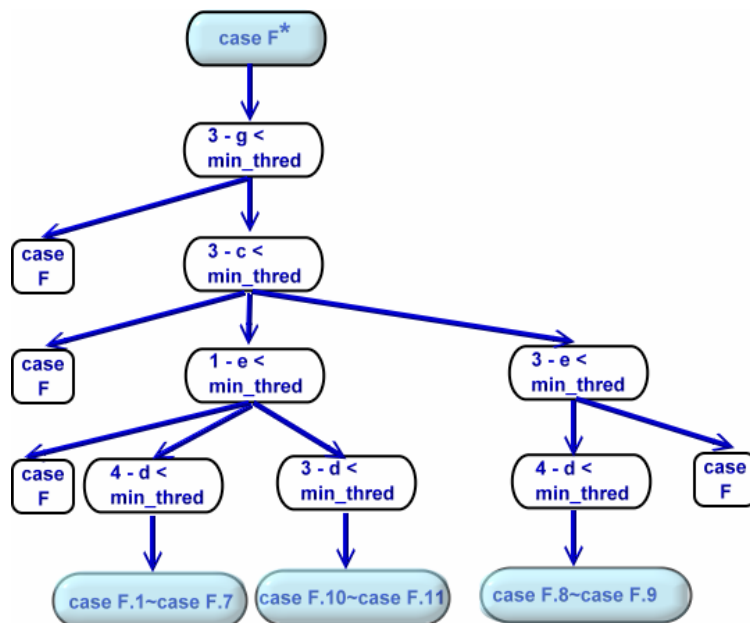 case F*
3 - g <
min_thred
case
F
3 - c <
min_thred
case
F
1 - e <
min_thred
3 - e <
min_thred
case
F
4 - d <
min_thred
3 - d <
min_thred
4 - d <
min_thred
case
F
case F.1~case F.7
case F.10~case F.11
case F.8~case F.9